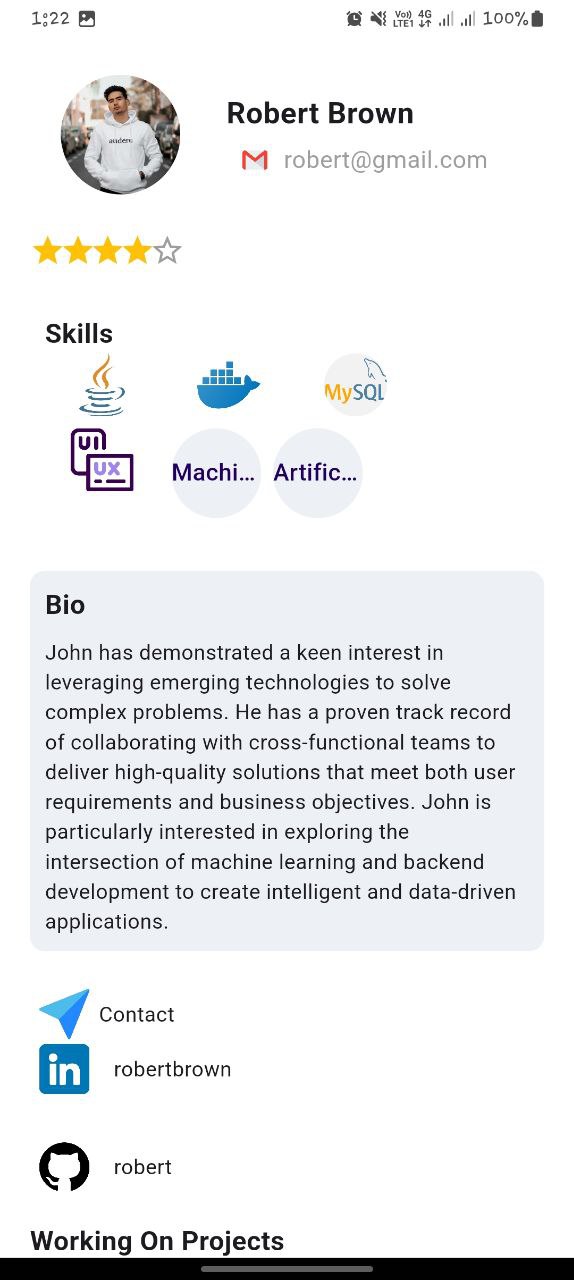 1:22 Vo)) LTE1 4G 100%
Robert Brown
robert@gmail.com
Skills
MySQL
UI
UX
Machi... Artific...
Bio
John has demonstrated a keen interest in
leveraging emerging technologies to solve
complex problems. He has a proven track record
of collaborating with cross-functional teams to
deliver high-quality solutions that meet both user
requirements and business objectives. John is
particularly interested in exploring the
intersection of machine learning and backend
development to create intelligent and data-driven
applications.
Contact
in robertbrown
robert
Working On Projects